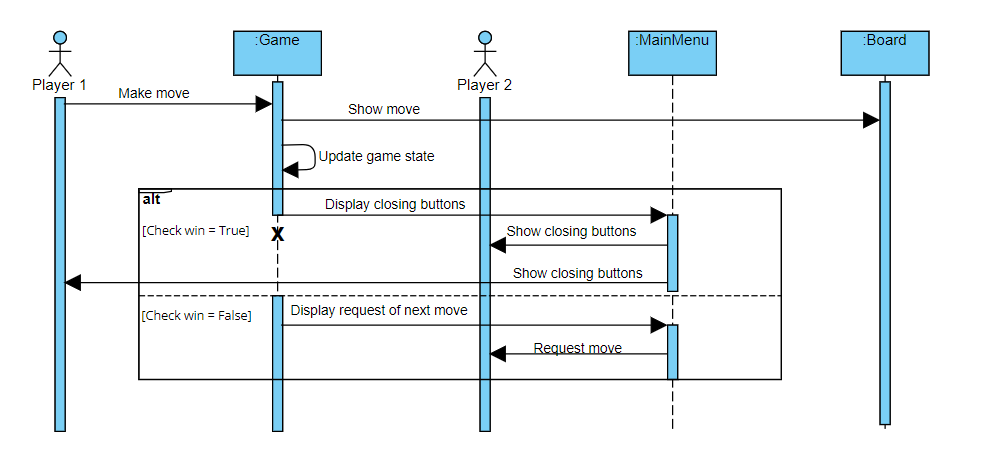 :Game
:MainMenu
:Board
Player 1
Player 2
Make move
Show move
Update game state
alt
Display closing buttons
[Check win = True]
X
Show closing buttons
Show closing buttons
[Check win = False]
Display request of next move
Request move